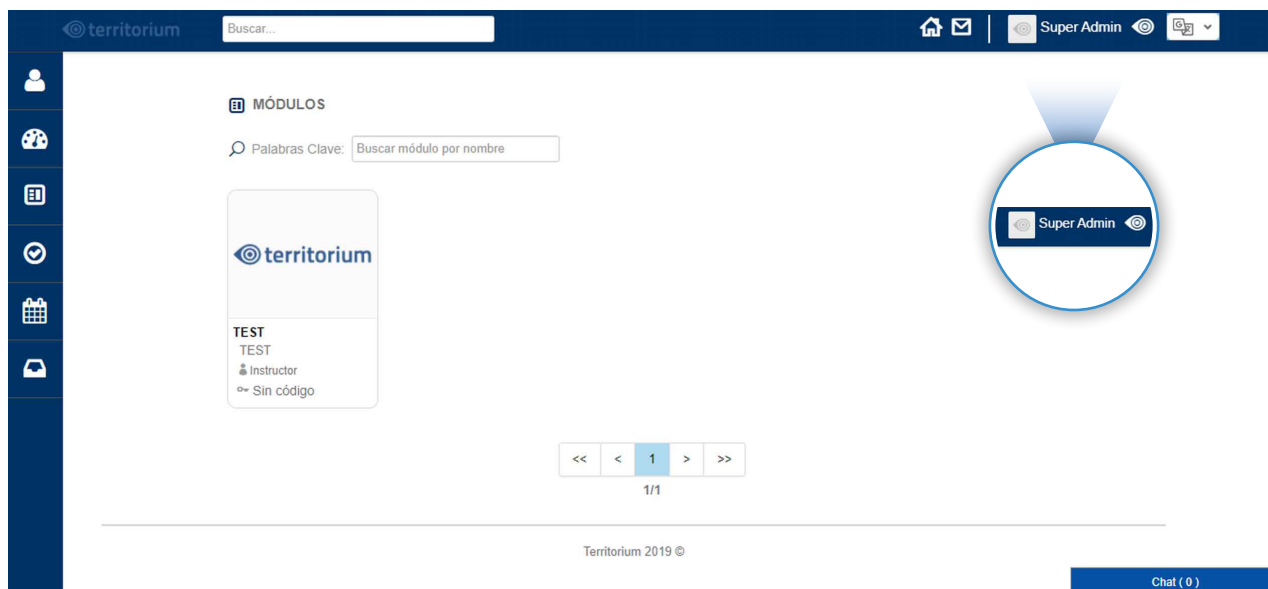 territorium
Buscar...
Super Admin
MÓDULOS
Palabras Clave: Buscar módulo por nombre
Super Admin
territorium
TEST
TEST
Instructor
Sin código
<< < 1 > >>
1/1
Territorium 2019 ©
Chat ( 0 )